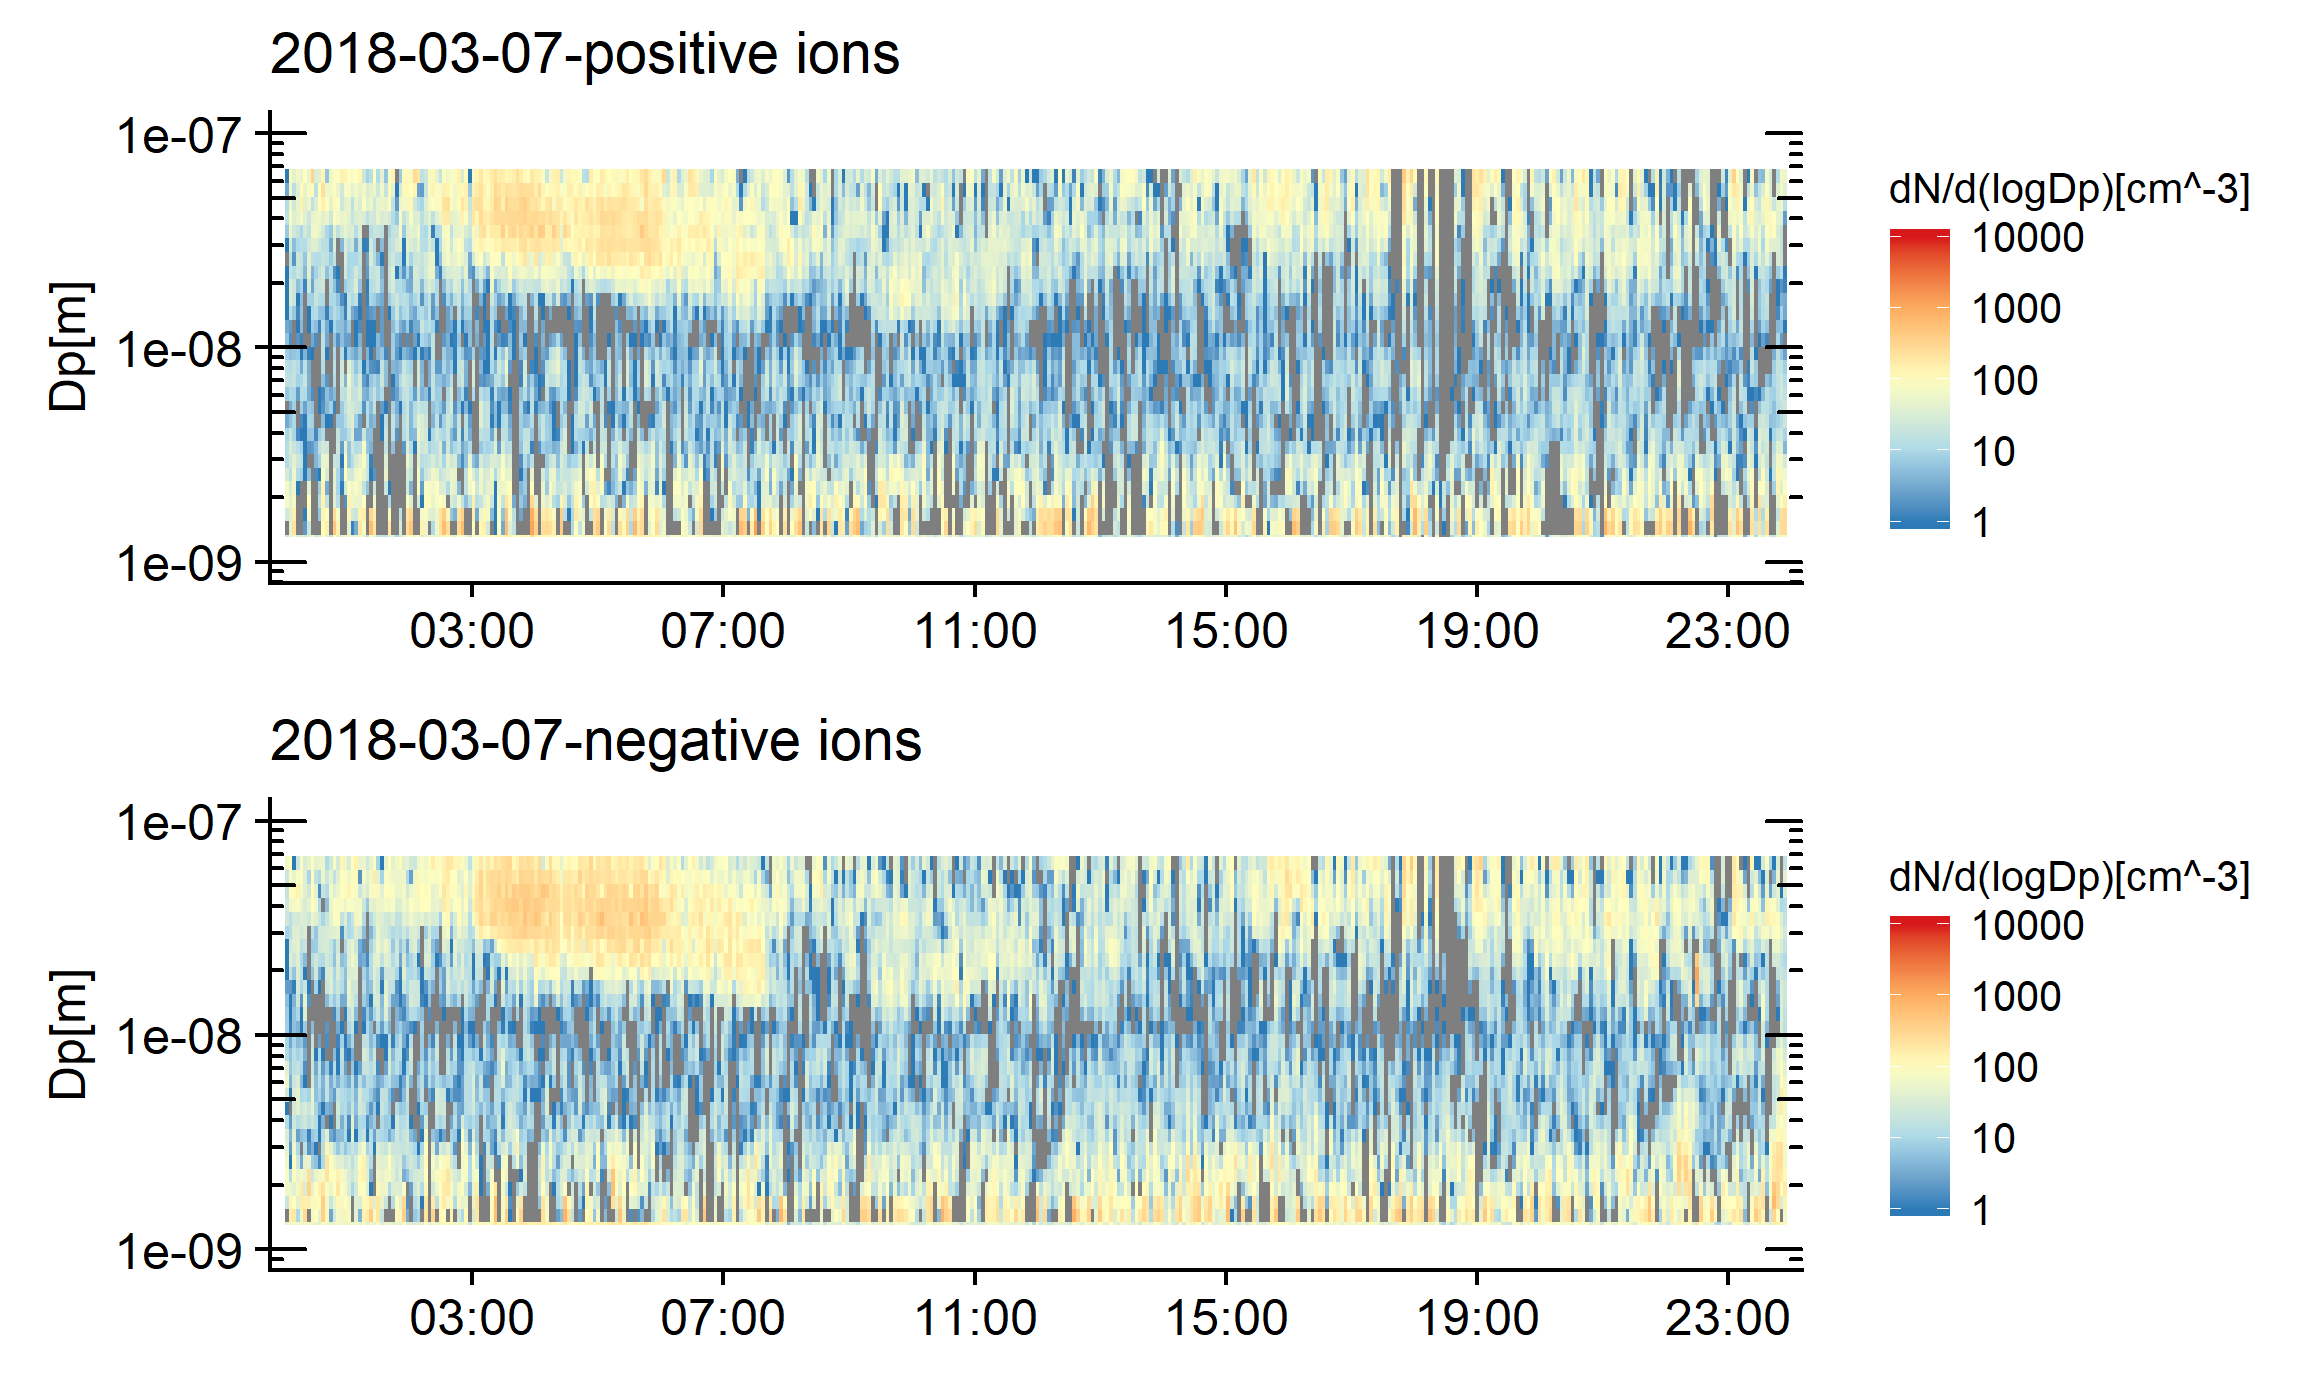 2018-03-07-positive ions
1e-07
1e-08
1e-09
Dp[m]
03:00 07:00 11:00 15:00 19:00 23:00
dN/d(logDp)[cm^-3]
10000
1000
100
10
1
2018-03-07-negative ions
1e-07
1e-08
1e-09
Dp[m]
03:00 07:00 11:00 15:00 19:00 23:00
dN/d(logDp)[cm^-3]
10000
1000
100
10
1